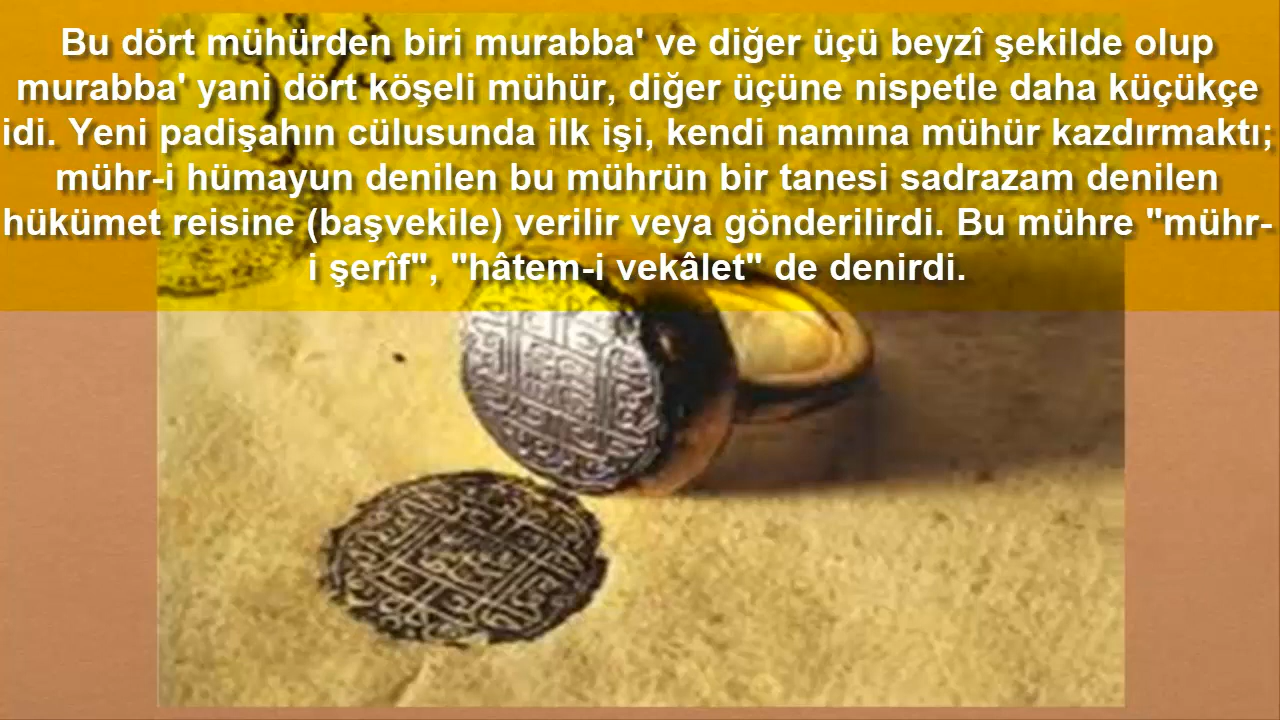 Bu dört mühürden biri murabba' ve diğer üçü beyzî şekilde olup
murabba' yani dört köşeli mühür, diğer üçüne nispetle daha küçükçe
idi. Yeni padişahın cülusunda ilk işi, kendi namına mühür kazdırmaktı;
mühr-i hümayun denilen bu mührün bir tanesi sadrazam denilen
hükümet reisine (başvekile) verilir veya gönderilirdi. Bu mühre "mühr-
i şerîf", "hâtem-i vekâlet" de denirdi.